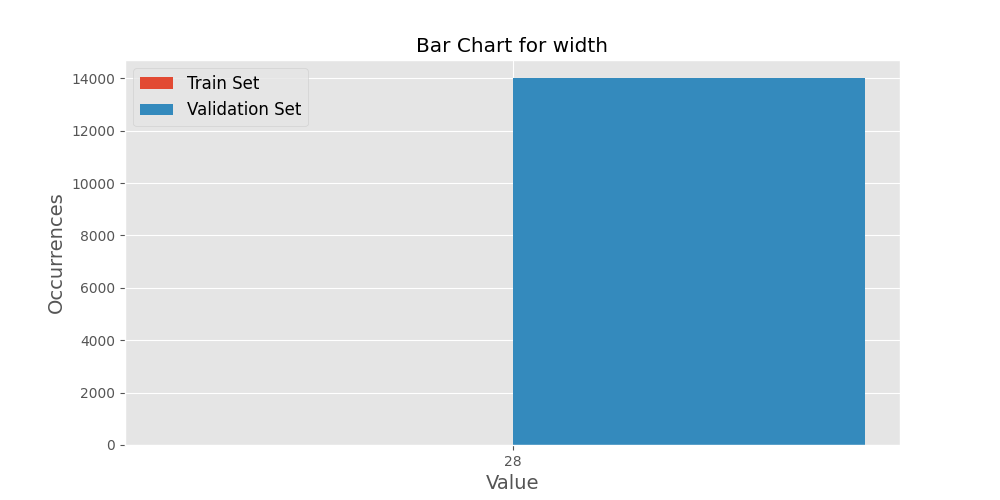 Bar Chart for width
Train Set
Validation Set
14000
12000
10000
8000
6000
4000
2000
0
Occurrences
28
Value